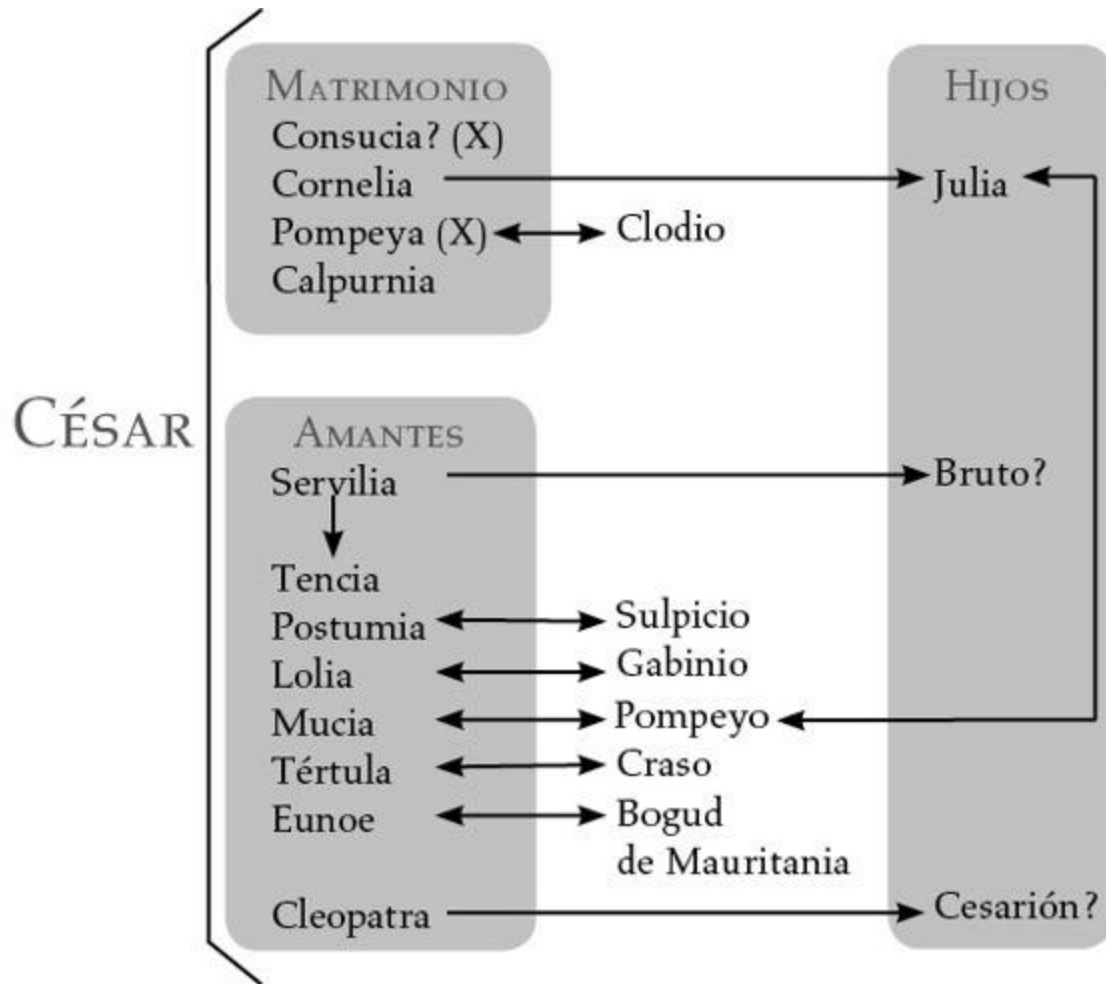 CÉSAR
MATRIMONIO
Consucia? (X)
Cornelia
Pompeya (X)
Calpurnia
Clodio
AMANTES
Servilia
Tencia
Postumia
Lolia
Mucia
Tértula
Eunoe
Cleopatra
Sulpicio
Gabinio
Pompeyo
Craso
Bogud
de Mauritania
HIJOS
Julia
Bruto?
Cesarión?